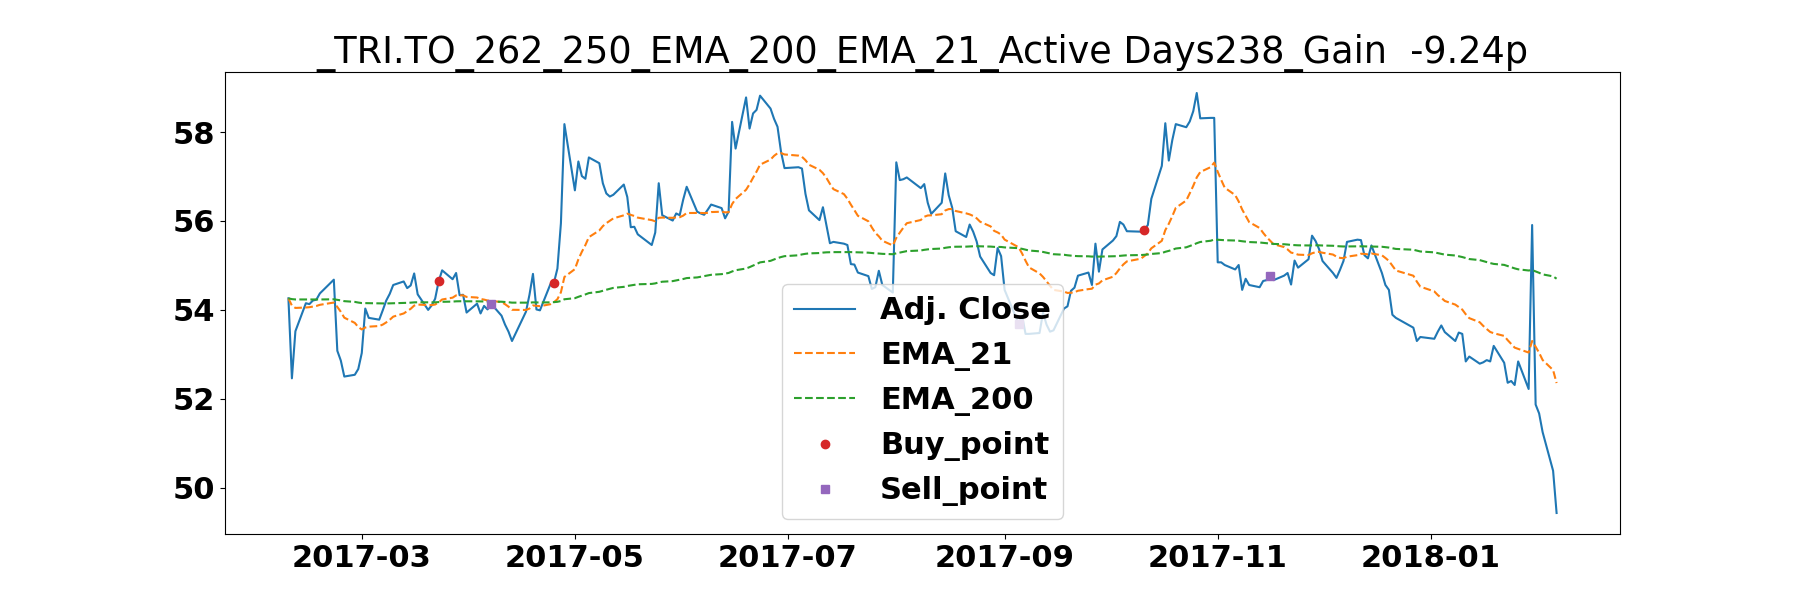 _TRI.TO_262_250_EMA_200_EMA_21_Active Days238_Gain  -9.24p
58
56
54
52
50
Adj. Close
EMA_21
EMA_200
Buy_point
Sell_point
2017-03 2017-05 2017-07 2017-09 2017-11 2018-01